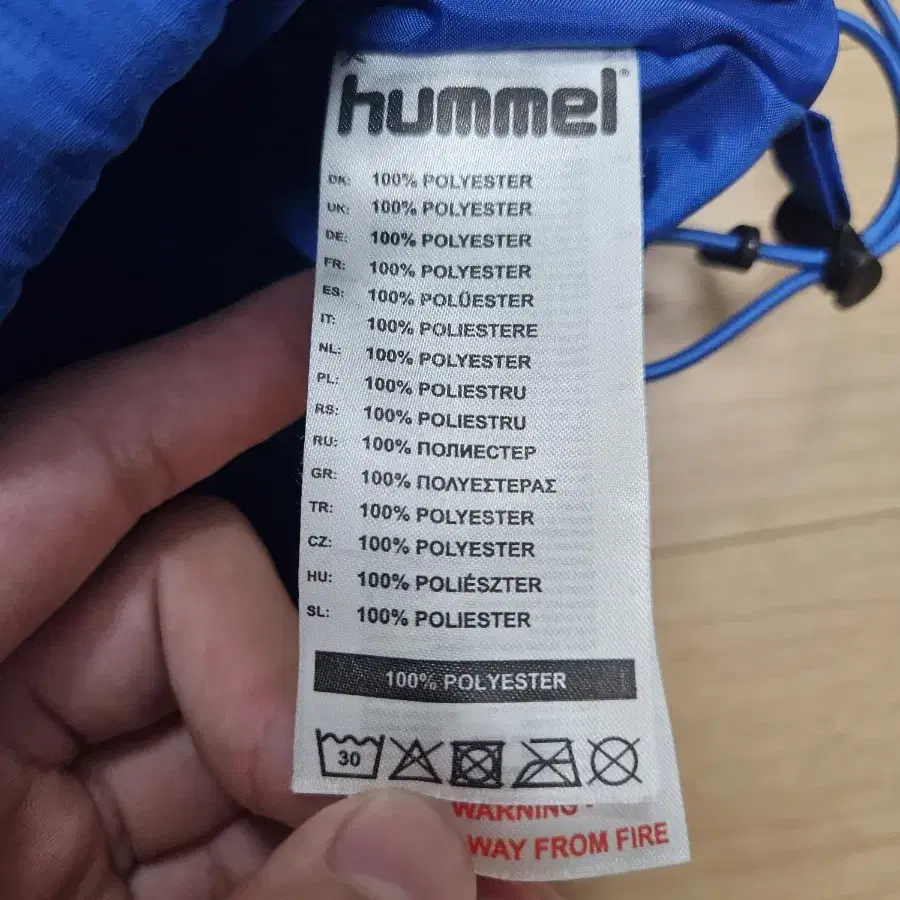 hummel®
DK: 100% POLYESTER
UK: 100% POLYESTER
DE: 100% POLYESTER
FR: 100% POLYESTER
ES: 100% POLÜESTER
IT: 100% POLIESTERE
NL: 100% POLYESTER
PL: 100% POLIESTRU
RS: 100% POLIESTRU
RU: 100% ПОЛИЕСТЕР
GR: 100% ΠΟΛΥΕΣΤΕΡΑΣ
TR: 100% POLYESTER
CZ: 100% POLYESTER
HU: 100% POLIÉSZTER
SL: 100% POLIESTER
100% POLYESTER
30
WARNING
WAY FROM FIRE